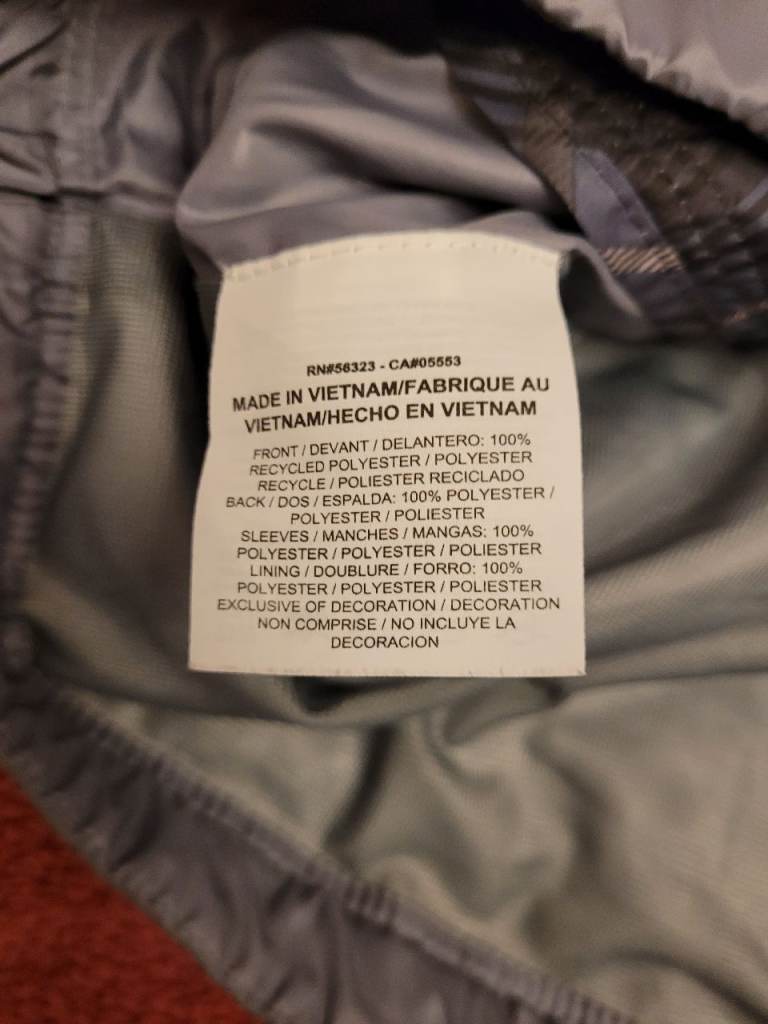 RN#56323 - CA#05553
MADE IN VIETNAM/FABRIQUE AU
VIETNAM/HECHO EN VIETNAM
FRONT / DEVANT / DELANTERO: 100%
RECYCLED POLYESTER / POLYESTER
RECYCLE / POLIESTER RECICLADO
BACK / DOS / ESPALDA: 100% POLYESTER /
POLYESTER / POLIESTER
SLEEVES / MANCHES / MANGAS: 100%
POLYESTER / POLYESTER / POLIESTER
LINING / DOUBLURE / FORRO: 100%
POLYESTER / POLYESTER / POLIESTER
EXCLUSIVE OF DECORATION / DECORATION
NON COMPRISE / NO INCLUYE LA
DECORACION